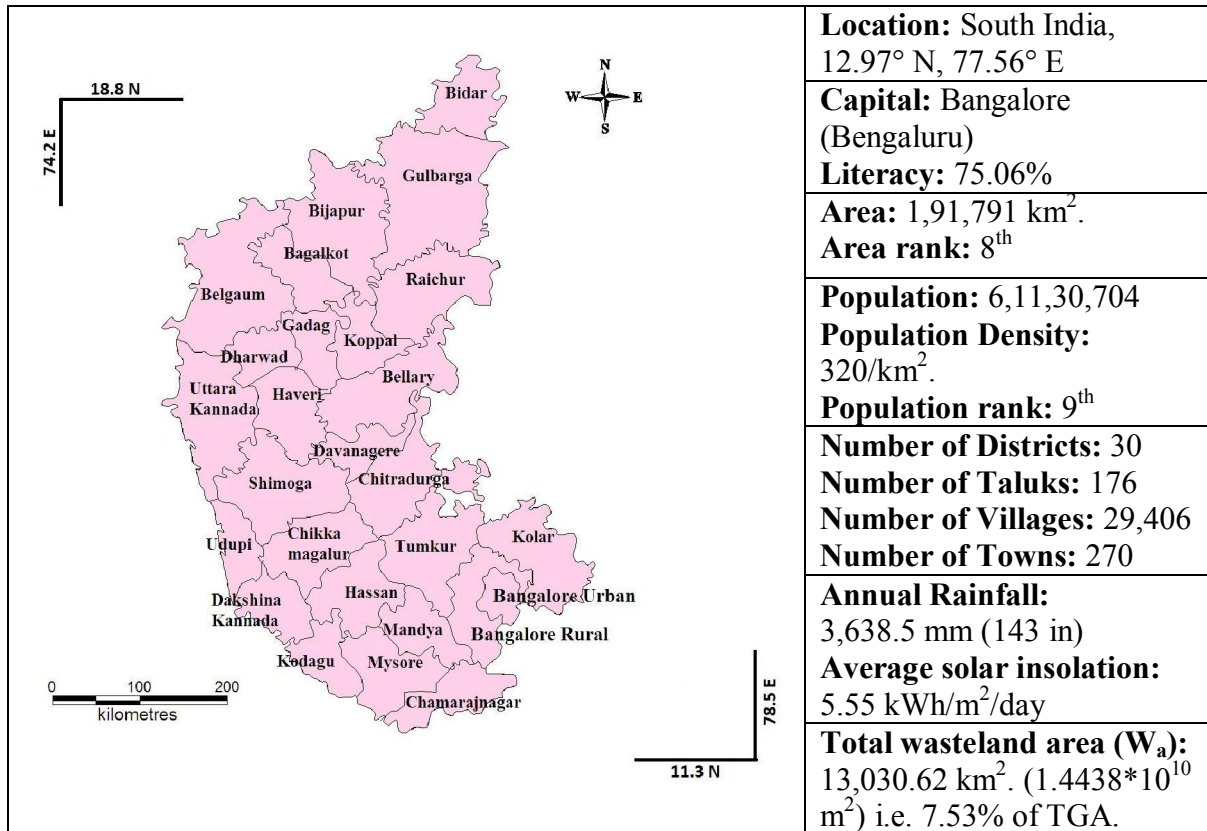 18.8 N
74.2 E
N
W E
S
Bidar
Gulbarga
Bijapur
Bagalkot
Raichur
Belgaum
Gadag
Koppal
Dharwad
Bellary
Uttara
Kannada
Haveri
Davanagere
Chitradurga
Shimoga
Udupi
Chikka
magalur
Tumkur
Kolar
Dakshina
Kannada
Hassan
Bangalore Urban
Mandya
Bangalore Rural
Kodagu
Mysore
Chamarajnagar
0 100 200
kilometres
78.5 E
11.3 N
Location: South India,
12.97° N, 77.56° E
Capital: Bangalore
(Bengaluru)
Literacy: 75.06%
Area: 1,91,791 km².
Area rank: 8th
Population: 6,11,30,704
Population Density:
320/km².
Population rank: 9th
Number of Districts: 30
Number of Taluks: 176
Number of Villages: 29,406
Number of Towns: 270
Annual Rainfall:
3,638.5 mm (143 in)
Average solar insolation:
5.55 kWh/m²/day
Total wasteland area (Wa):
13,030.62 km². (1.4438*10¹⁰
m²) i.e. 7.53% of TGA.